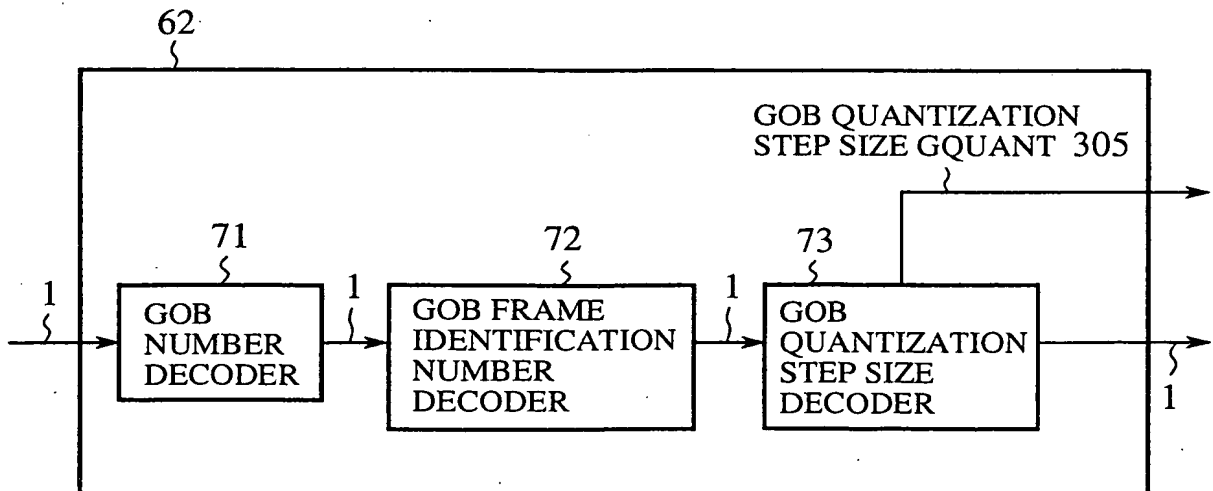 62
GOB QUANTIZATION
STEP SIZE GQUANT 305
71
72
73
1
1
1
GOB
NUMBER
DECODER
GOB FRAME
IDENTIFICATION
NUMBER
DECODER
GOB
QUANTIZATION
STEP SIZE
DECODER
1